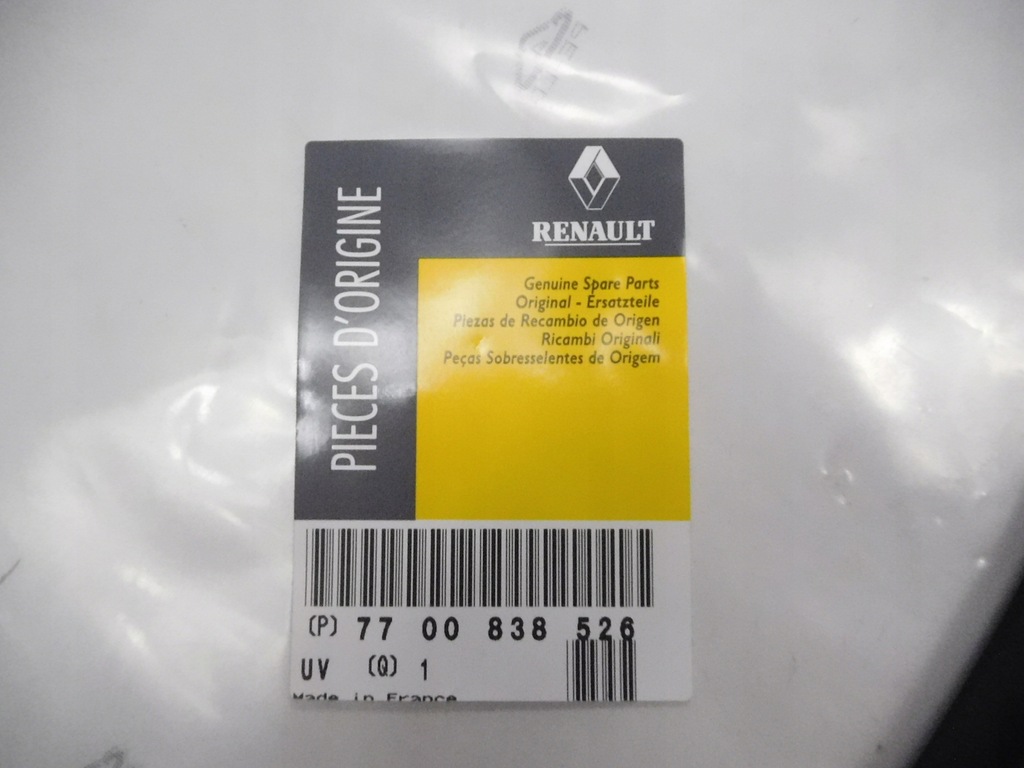 PIECES D'ORIGINE
RENAULT
Genuine Spare Parts
Original - Ersatzteile
Piezas de Recambio de Origen
Ricambi Originali
Peças Sobresselentes de Origem
(P) 77 00 838 526
UV (Q) 1
Made in France